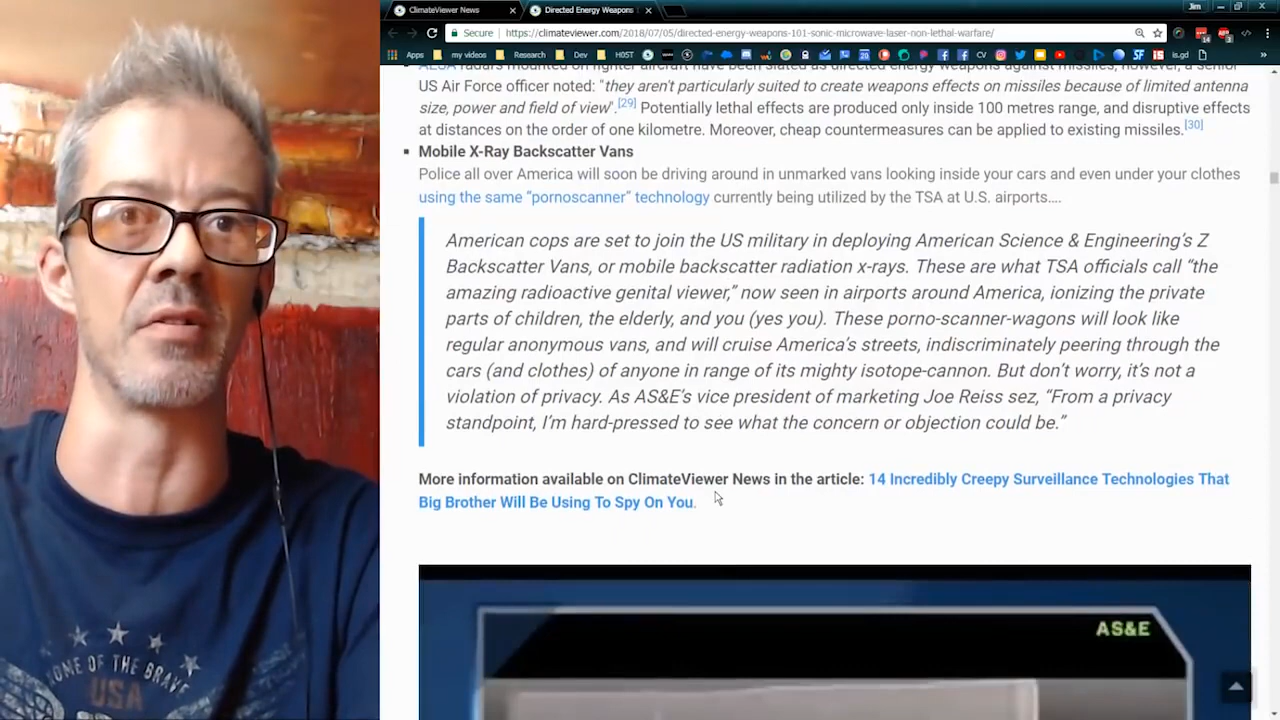 ClimateViewer News
Directed Energy Weapons
Jim
Secure
https://climateviewer.com/2018/07/05/directed-energy-weapons-101-sonic-microwave-laser-non-lethal-warfare/
Apps my videos Research Dev H0ST CV is.gd
AESA radars mounted on fighter aircraft have been slated as directed energy weapons against missiles, however, a senior
US Air Force officer noted: "they aren't particularly suited to create weapons effects on missiles because of limited antenna
size, power and field of view".[29] Potentially lethal effects are produced only inside 100 metres range, and disruptive effects
at distances on the order of one kilometre. Moreover, cheap countermeasures can be applied to existing missiles.[30]
▪ Mobile X-Ray Backscatter Vans
Police all over America will soon be driving around in unmarked vans looking inside your cars and even under your clothes
using the same “pornoscanner” technology currently being utilized by the TSA at U.S. airports….
American cops are set to join the US military in deploying American Science & Engineering’s Z
Backscatter Vans, or mobile backscatter radiation x-rays. These are what TSA officials call “the
amazing radioactive genital viewer,” now seen in airports around America, ionizing the private
parts of children, the elderly, and you (yes you). These porno-scanner-wagons will look like
regular anonymous vans, and will cruise America’s streets, indiscriminately peering through the
cars (and clothes) of anyone in range of its mighty isotope-cannon. But don’t worry, it’s not a
violation of privacy. As AS&E’s vice president of marketing Joe Reiss sez, “From a privacy
standpoint, I’m hard-pressed to see what the concern or objection could be.”
More information available on ClimateViewer News in the article: 14 Incredibly Creepy Surveillance Technologies That
Big Brother Will Be Using To Spy On You.
AS&E
OF THE BRAVE
USA